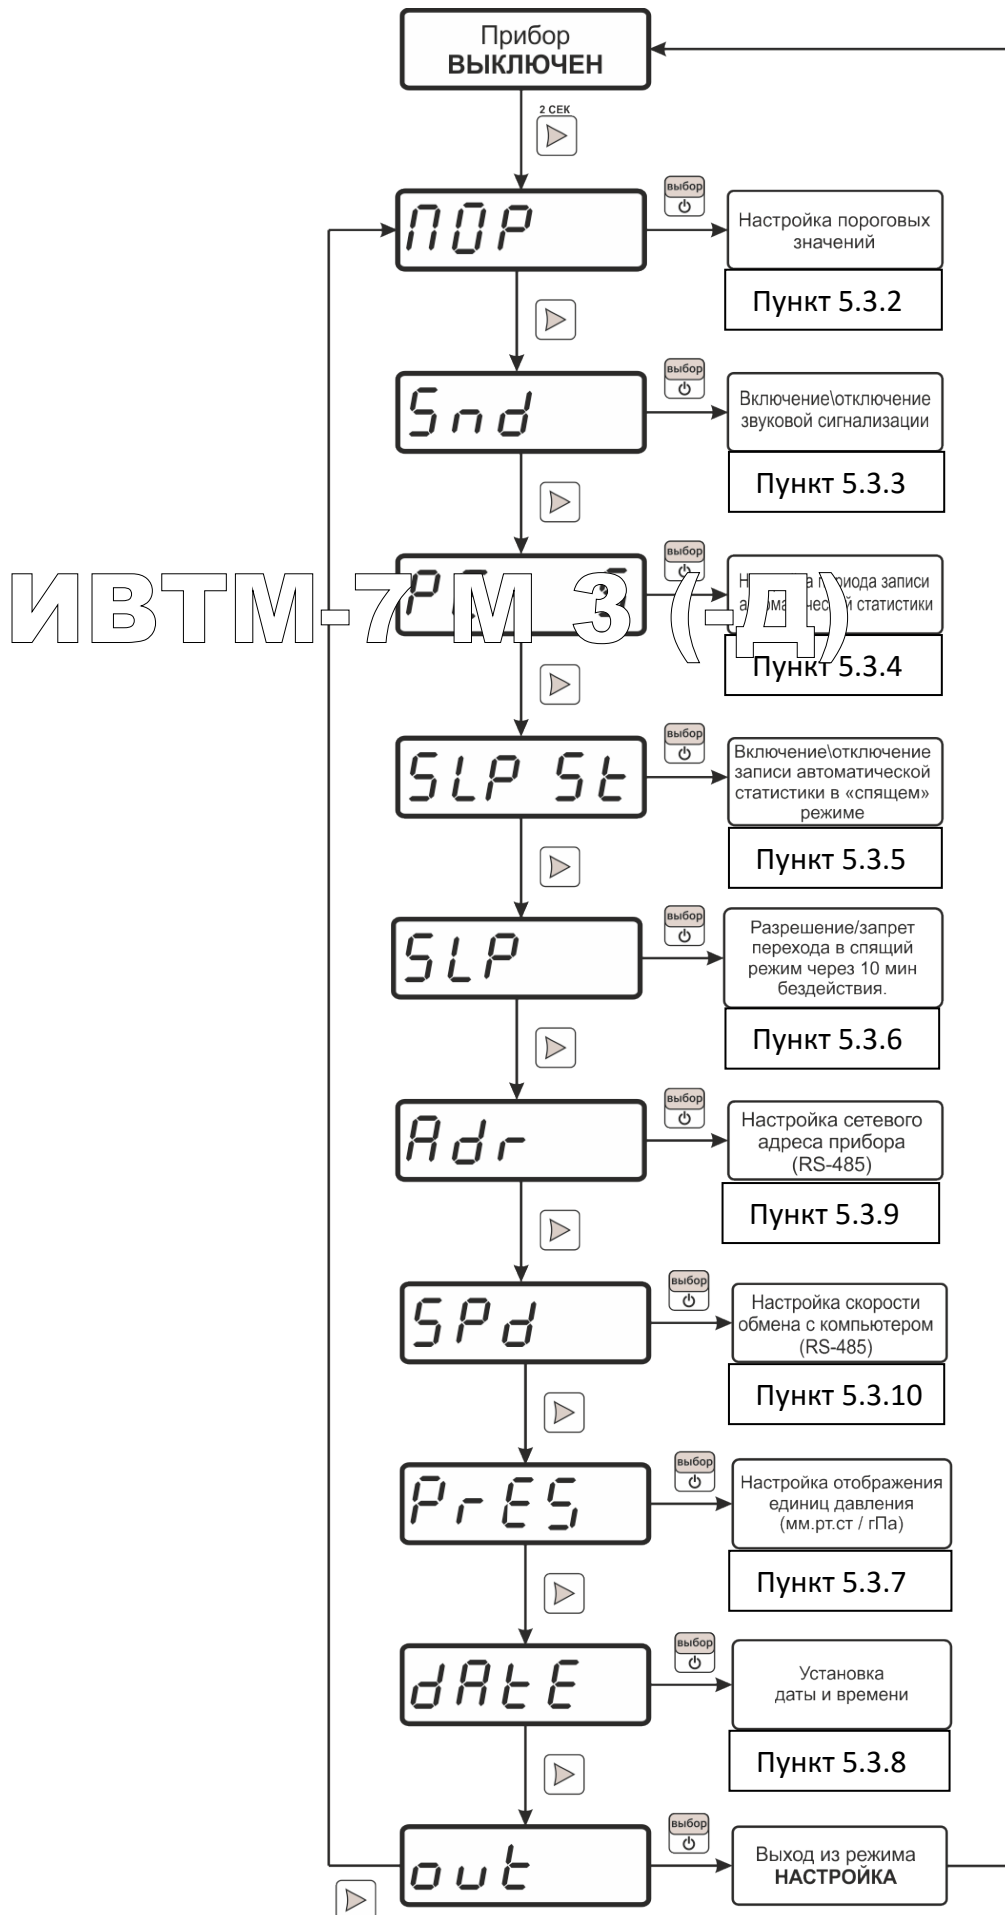 Прибор
ВЫКЛЮЧЕН
2 СЕК
ПОР
выбор
Настройка пороговых
значений
Пункт 5.3.2
Snd
выбор
Включение\отключение
звуковой сигнализации
Пункт 5.3.3
выбор
периода записи
статистики
ИВТМ-7 М 3 (-Д)
Пункт 5.3.4
SLP St
выбор
Включение\отключение
записи автоматической
статистики в «спящем»
режиме
Пункт 5.3.5
SLP
выбор
Разрешение/запрет
перехода в спящий
режим через 10 мин
бездействия.
Пункт 5.3.6
Adr
выбор
Настройка сетевого
адреса прибора
(RS-485)
Пункт 5.3.9
SPd
выбор
Настройка скорости
обмена с компьютером
(RS-485)
Пункт 5.3.10
PrES
выбор
Настройка отображения
единиц давления
(мм.рт.ст / гПа)
Пункт 5.3.7
dAtE
выбор
Установка
даты и времени
Пункт 5.3.8
out
выбор
Выход из режима
НАСТРОЙКА